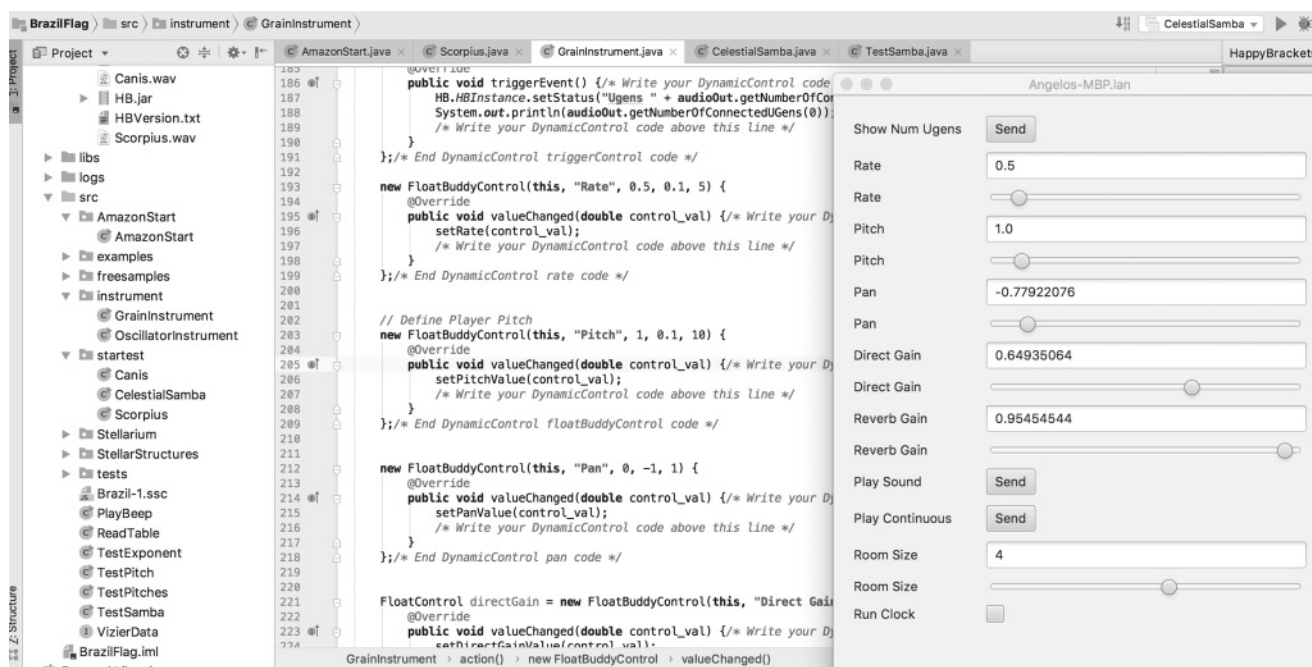 BrazilFlag src instrument GrainInstrument CelestialSamba
Project AmazonStart.java Scorpius.java GrainInstrument.java CelestialSamba.java TestSamba.java HappyBrackets
1: Project
Canis.wav
HB.jar
HBVersion.txt
Scorpius.wav
libs
logs
src
AmazonStart
AmazonStart
examples
freesamples
instrument
GrainInstrument
OscillatorInstrument
startest
Canis
CelestialSamba
Scorpius
Stellarium
StellarStructures
tests
Brazil-1.ssc
PlayBeep
ReadTable
TestExponent
TestPitch
TestPitches
TestSamba
VizierData
BrazilFlag.iml
Z: Structure
185 @Override
186 public void triggerEvent() {/* Write your DynamicControl code
187 HB.HBInstance.setStatus("Ugens " + audioOut.getNumberOfCon
188 System.out.println(audioOut.getNumberOfConnectedUGens(0));
189 /* Write your DynamicControl code above this line */
190 }
191 };/* End DynamicControl triggerControl code */
192
193 new FloatBuddyControl(this, "Rate", 0.5, 0.1, 5) {
194 @Override
195 public void valueChanged(double control_val) {/* Write your Dy
196 setRate(control_val);
197 /* Write your DynamicControl code above this line */
198 }
199 };/* End DynamicControl rate code */
200
201
202 // Define Player Pitch
203 new FloatBuddyControl(this, "Pitch", 1, 0.1, 10) {
204 @Override
205 public void valueChanged(double control_val) {/* Write your Dy
206 setPitchValue(control_val);
207 /* Write your DynamicControl code above this line */
208 }
209 };/* End DynamicControl floatBuddyControl code */
210
211
212 new FloatBuddyControl(this, "Pan", 0, -1, 1) {
213 @Override
214 public void valueChanged(double control_val) {/* Write your Dy
215 setPanValue(control_val);
216 /* Write your DynamicControl code above this line */
217 }
218 };/* End DynamicControl pan code */
219
220
221 FloatControl directGain = new FloatBuddyControl(this, "Direct Gai
222 @Override
223 public void valueChanged(double control_val) {/* Write your Dy
224 setDirectGainValue(control_val);
GrainInstrument › action() › new FloatBuddyControl › valueChanged()
Angelos-MBP.lan
Show Num Ugens Send
Rate 0.5
Rate
Pitch 1.0
Pitch
Pan -0.77922076
Pan
Direct Gain 0.64935064
Direct Gain
Reverb Gain 0.95454544
Reverb Gain
Play Sound Send
Play Continuous Send
Room Size 4
Room Size
Run Clock